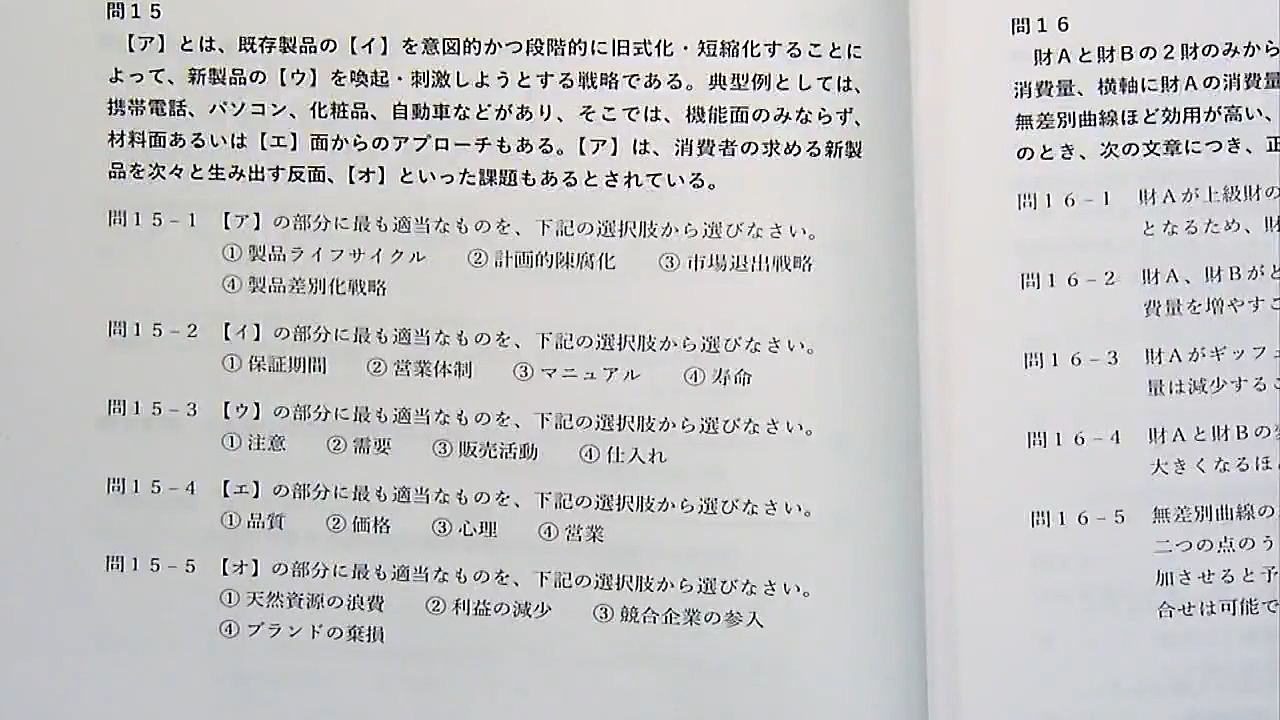 問15
【ア】とは、既存製品の【イ】を意図的かつ段階的に旧式化・短縮化することに
よって、新製品の【ウ】を喚起・刺激しようとする戦略である。典型例としては、
携帯電話、パソコン、化粧品、自動車などがあり、そこでは、機能面のみならず、
材料面あるいは【エ】面からのアプローチもある。【ア】は、消費者の求める新製
品を次々と生み出す反面、【オ】といった課題もあるとされている。
問15-1 【ア】の部分に最も適当なものを、下記の選択肢から選びなさい。
①製品ライフサイクル ②計画的陳腐化 ③市場退出戦略
④製品差別化戦略
問15-2 【イ】の部分に最も適当なものを、下記の選択肢から選びなさい。
①保証期間 ②営業体制 ③マニュアル ④寿命
問15-3 【ウ】の部分に最も適当なものを、下記の選択肢から選びなさい。
①注意 ②需要 ③販売活動 ④仕入れ
問15-4 【エ】の部分に最も適当なものを、下記の選択肢から選びなさい。
①品質 ②価格 ③心理 ④営業
問15-5 【オ】の部分に最も適当なものを、下記の選択肢から選びなさい。
①天然資源の浪費 ②利益の減少 ③競合企業の参入
④ブランドの棄損
問16
財Aと財Bの2財のみから
消費量、横軸に財Aの消費量
無差別曲線ほど効用が高い、
のとき、次の文章につき、正
問16-1 財Aが上級財の
となるため、財
問16-2 財A、財Bがと
費量を増やすこ
問16-3 財Aがギッフェ
量は減少するこ
問16-4 財Aと財Bの
大きくなるほ
問16-5 無差別曲線の
二つの点のう
加させると予
合せは可能で